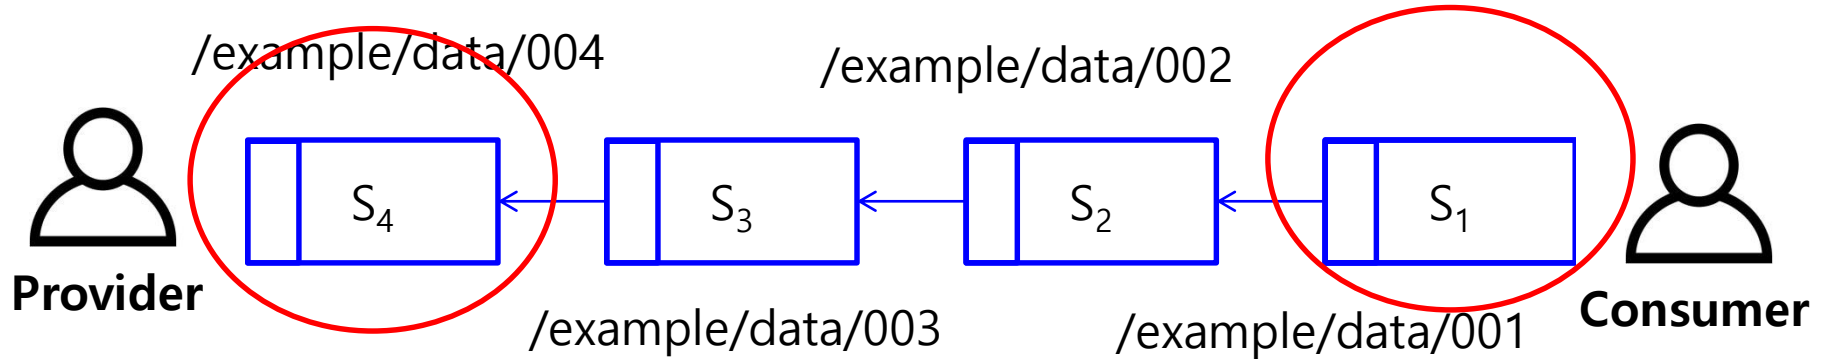 /example/data/004
/example/data/002
S₄
S₃
S₂
S₁
Provider
Consumer
/example/data/003
/example/data/001